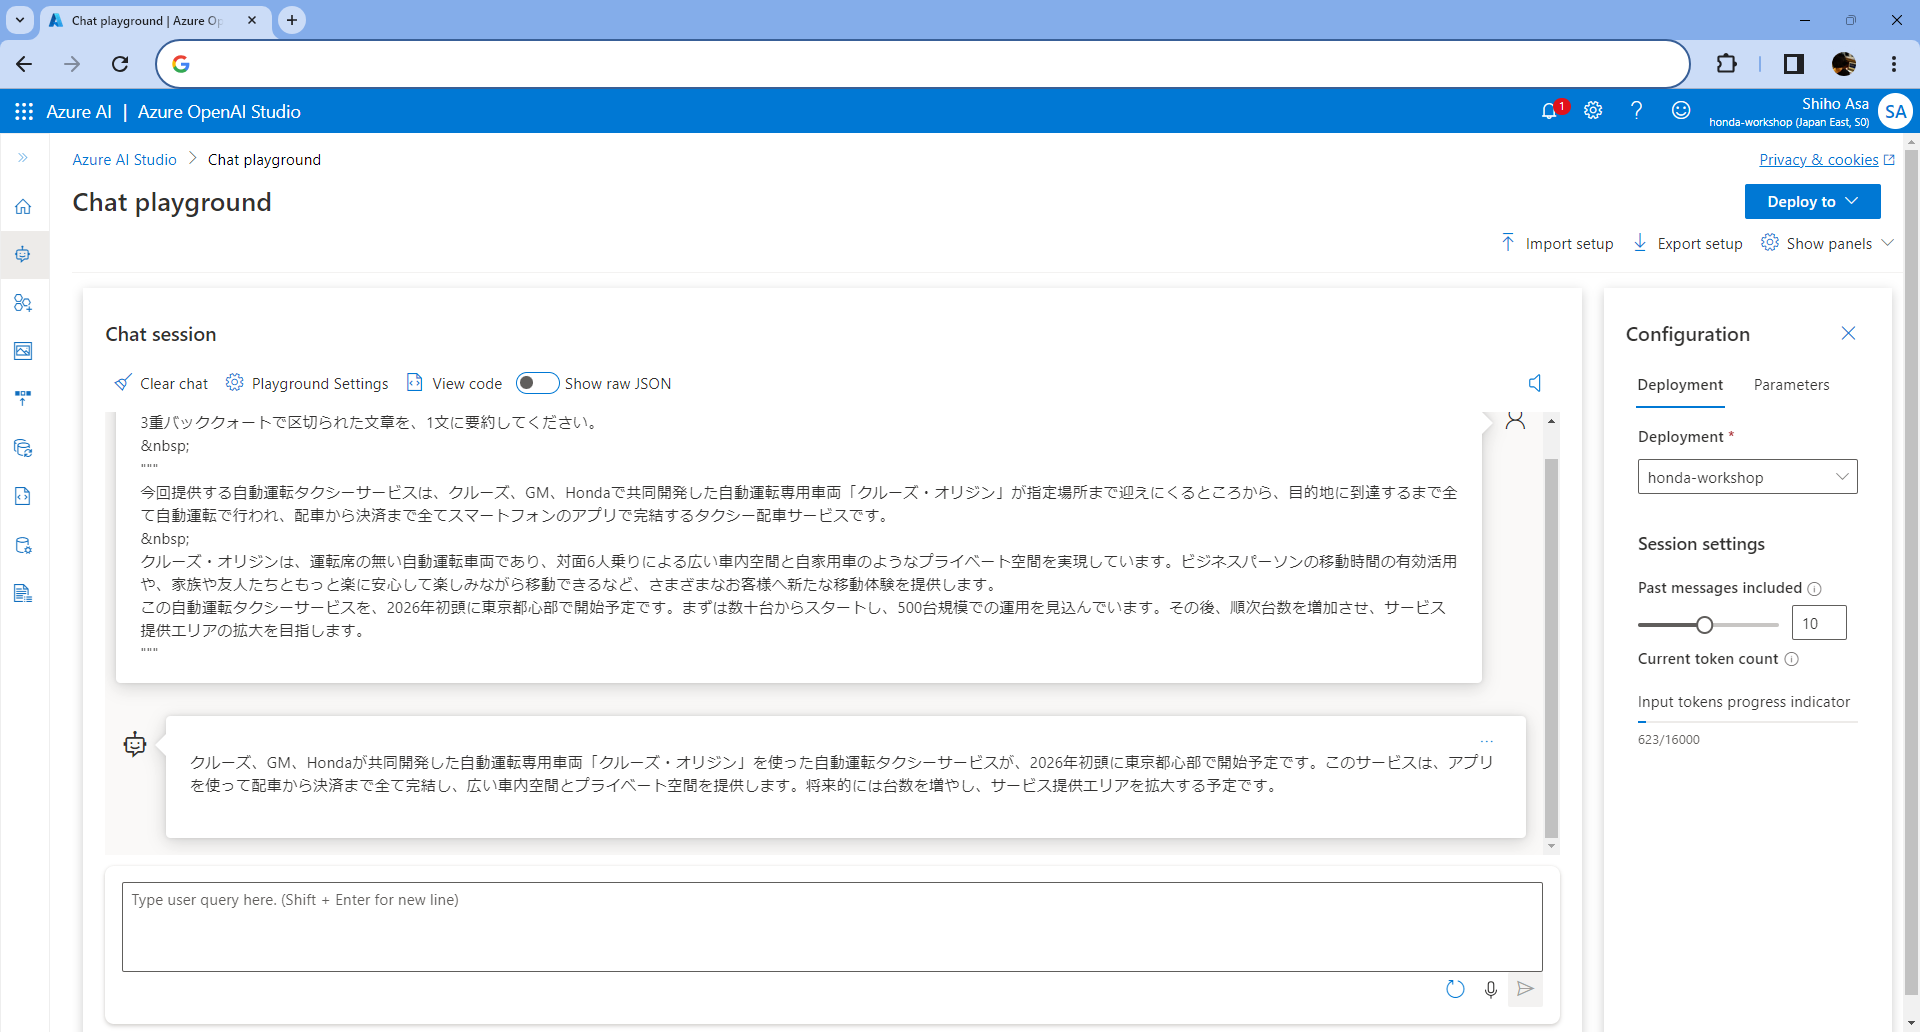 Chat playground | Azure Op
Azure AI | Azure OpenAI Studio
1
Shiho Asa
honda-workshop (Japan East, S0)
SA
Azure AI Studio > Chat playground
Privacy & cookies
Chat playground
Deploy to
Import setup
Export setup
Show panels
Chat session
Clear chat
Playground Settings
View code
Show raw JSON
3重バッククォートで区切られた文章を、1文に要約してください。
&nbsp;
"""
今回提供する自動運転タクシーサービスは、クルーズ、GM、Hondaで共同開発した自動運転専用車両「クルーズ・オリジン」が指定場所まで迎えにくるところから、目的地に到達するまで全
て自動運転で行われ、配車から決済まで全てスマートフォンのアプリで完結するタクシー配車サービスです。
&nbsp;
クルーズ・オリジンは、運転席の無い自動運転車両であり、対面6人乗りによる広い車内空間と自家用車のようなプライベート空間を実現しています。ビジネスパーソンの移動時間の有効活用
や、家族や友人たちともっと楽に安心して楽しみながら移動できるなど、さまざまなお客様へ新たな移動体験を提供します。
この自動運転タクシーサービスを、2026年初頭に東京都心部で開始予定です。まずは数十台からスタートし、500台規模での運用を見込んでいます。その後、順次台数を増加させ、サービス
提供エリアの拡大を目指します。
"""
クルーズ、GM、Hondaが共同開発した自動運転専用車両「クルーズ・オリジン」を使った自動運転タクシーサービスが、2026年初頭に東京都心部で開始予定です。このサービスは、アプリ
を使って配車から決済まで全て完結し、広い車内空間とプライベート空間を提供します。将来的には台数を増やし、サービス提供エリアを拡大する予定です。
Type user query here. (Shift + Enter for new line)
Configuration
Deployment
Parameters
Deployment *
honda-workshop
Session settings
Past messages included
10
Current token count
Input tokens progress indicator
623/16000